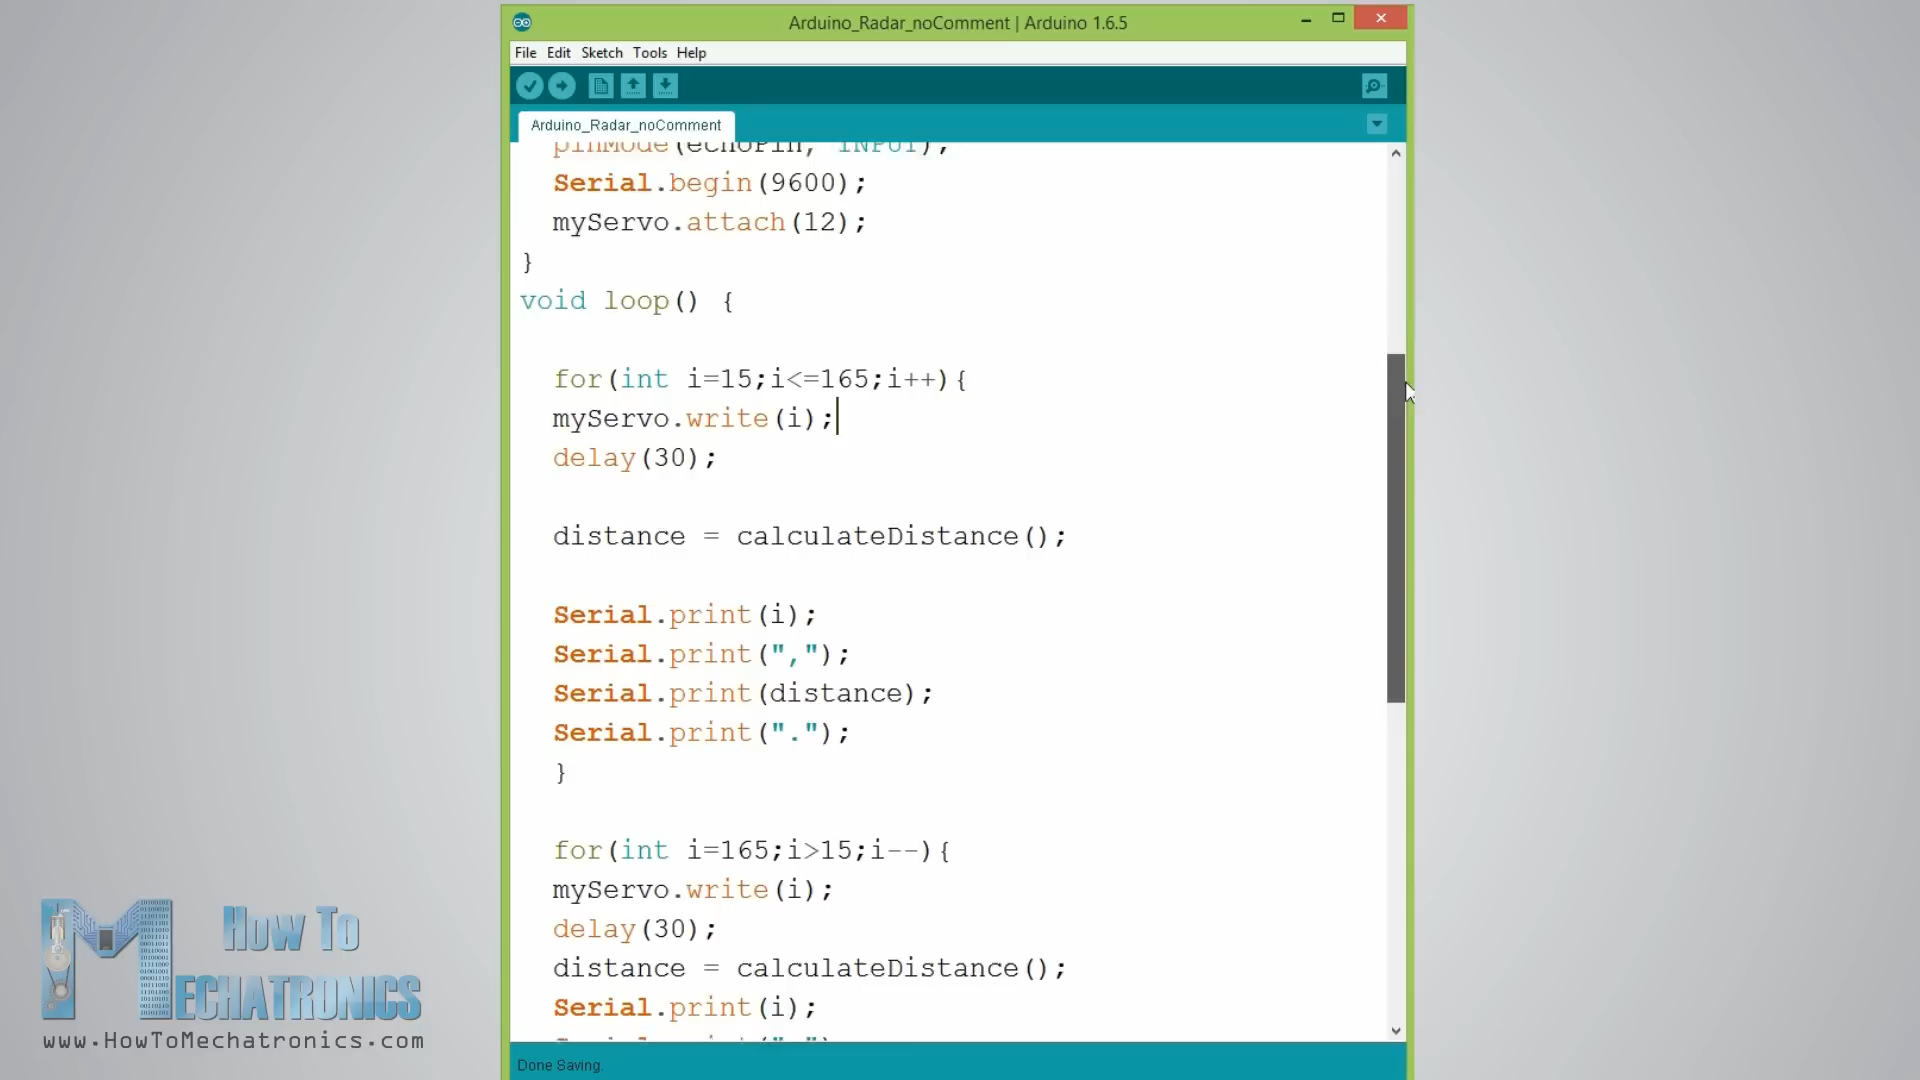 Arduino_Radar_noComment | Arduino 1.6.5
File Edit Sketch Tools Help
Arduino_Radar_noComment
pinMode(echoPin, INPUT);
Serial.begin(9600);
myServo.attach(12);
}
void loop() {
for(int i=15;i<=165;i++){
myServo.write(i);
delay(30);
distance = calculateDistance();
Serial.print(i);
Serial.print(",");
Serial.print(distance);
Serial.print(".");
}
for(int i=165;i>15;i--){
myServo.write(i);
delay(30);
distance = calculateDistance();
Serial.print(i);
Done Saving.
How To
MECHATRONICS
www.HowToMechatronics.com